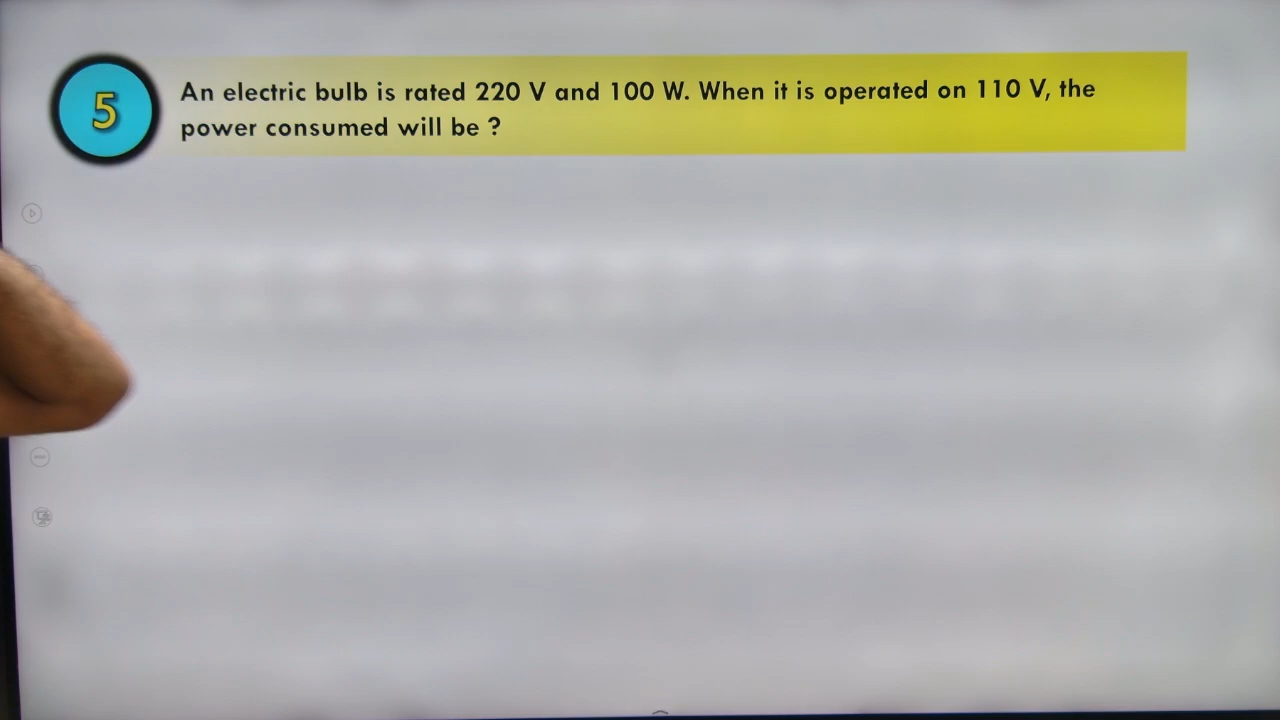 5
An electric bulb is rated 220 V and 100 W. When it is operated on 110 V, the
power consumed will be ?